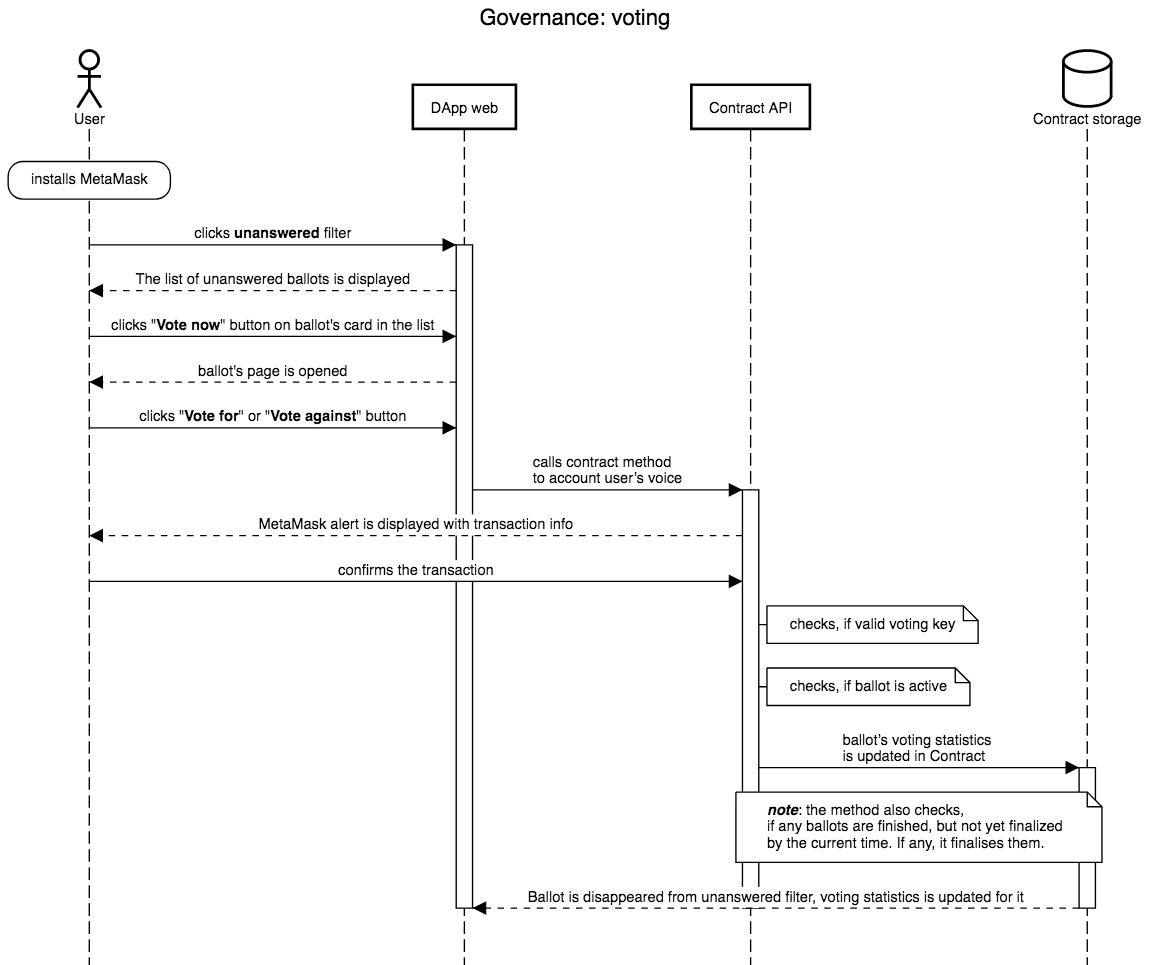 Governance: voting
User
DApp web
Contract API
Contract storage
installs MetaMask
clicks unanswered filter
The list of unanswered ballots is displayed
clicks "Vote now" button on ballot's card in the list
ballot's page is opened
clicks "Vote for" or "Vote against" button
calls contract method
to account user's voice
MetaMask alert is displayed with transaction info
confirms the transaction
checks, if valid voting key
checks, if ballot is active
ballot's voting statistics
is updated in Contract
note: the method also checks,
if any ballots are finished, but not yet finalized
by the current time. If any, it finalises them.
Ballot is disappeared from unanswered filter, voting statistics is updated for it